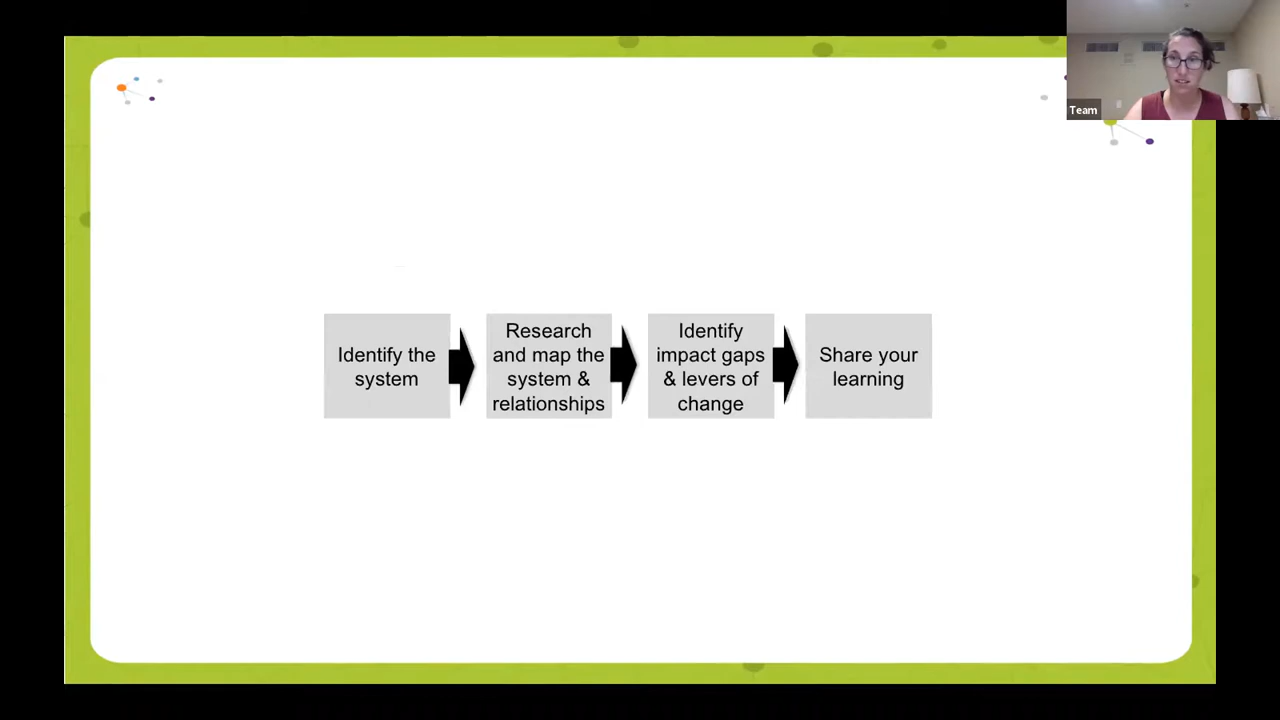 Team
Identify the
system
Research
and map the
system &
relationships
Identify
impact gaps
& levers of
change
Share your
learning